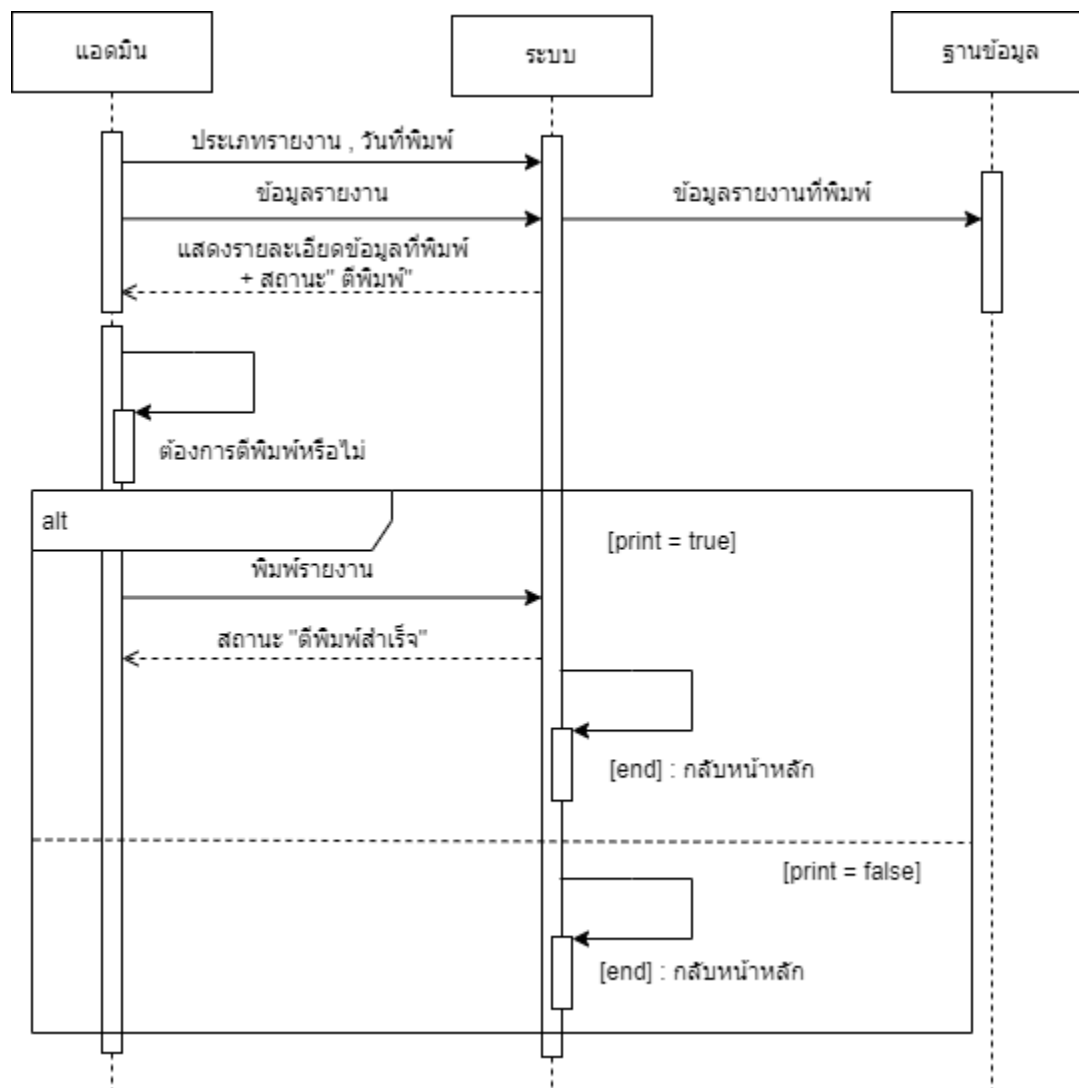 แอดมิน
ระบบ
ฐานข้อมูล
ประเภทรายงาน , วันที่พิมพ์
ข้อมูลรายงาน
ข้อมูลรายงานที่พิมพ์
แสดงรายละเอียดข้อมูลที่พิมพ์
+ สถานะ" ตีพิมพ์"
ต้องการตีพิมพ์หรือไม่
alt
[print = true]
พิมพ์รายงาน
สถานะ "ตีพิมพ์สำเร็จ"
[end] : กลับหน้าหลัก
[print = false]
[end] : กลับหน้าหลัก